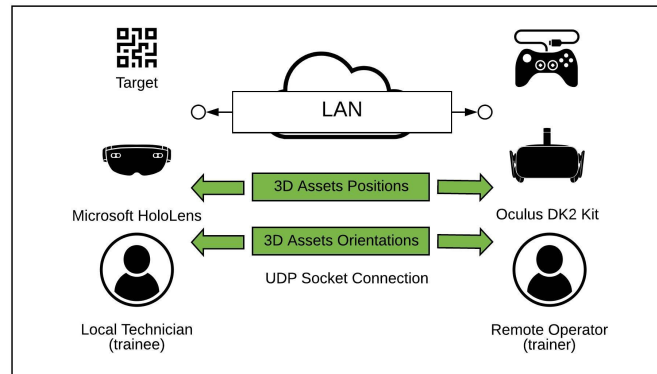 Target
LAN
3D Assets Positions
Microsoft HoloLens
Oculus DK2 Kit
3D Assets Orientations
UDP Socket Connection
Local Technician
(trainee)
Remote Operator
(trainer)